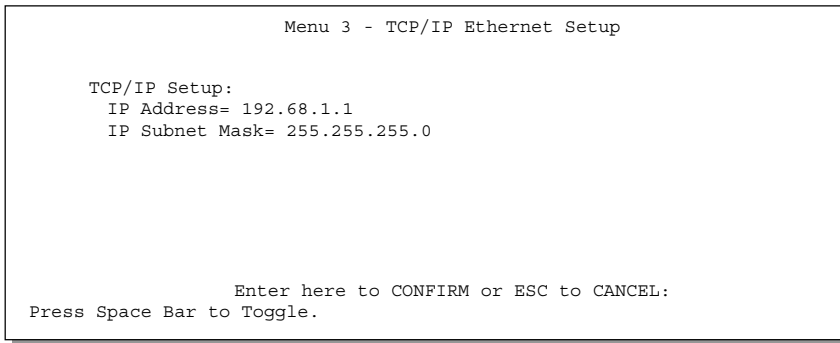 Menu 3 - TCP/IP Ethernet Setup
TCP/IP Setup:
IP Address= 192.68.1.1
IP Subnet Mask= 255.255.255.0
Enter here to CONFIRM or ESC to CANCEL:
Press Space Bar to Toggle.